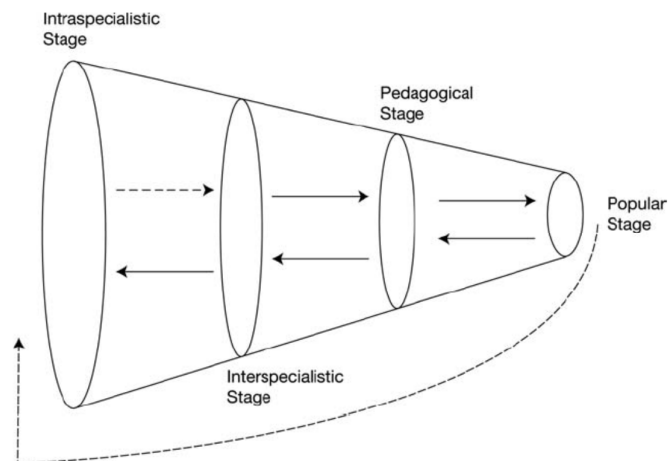 Intraspecialistic
Stage
Pedagogical
Stage
Popular
Stage
Interspecialistic
Stage